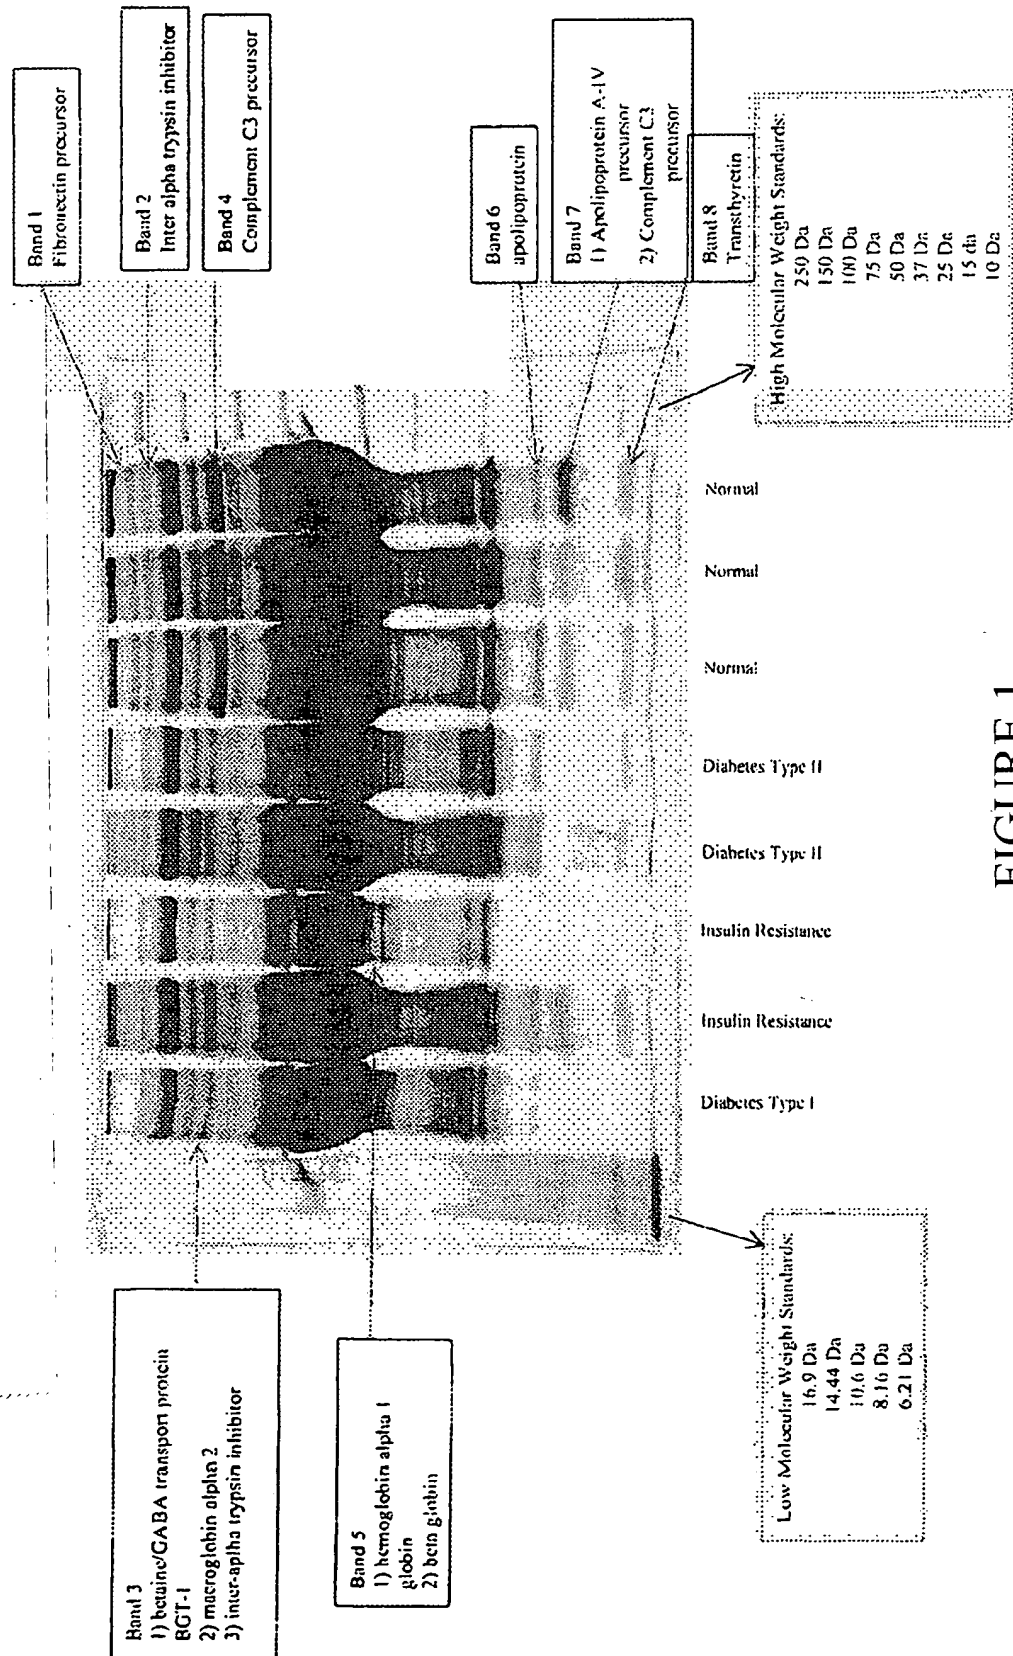 Band 1
Fibronectin precursor
Band 2
Inter alpha trypsin inhibitor
Band 4
Complement C3 precursor
Band 6
apolipoprotein
Band 7
1) Apolipoprotein A-IV
precursor
2) Complement C3
precursor
Band 8
Transthyretin
High Molecular Weight Standards:
250 Da
150 Da
100 Da
75 Da
50 Da
37 Da
25 Da
15 da
10 Da
Normal
Normal
Normal
Diabetes Type II
Diabetes Type II
Insulin Resistance
Insulin Resistance
Diabetes Type I
Band 3
1) betaine/GABA transport protein
BGT-1
2) macroglobin alpha 2
3) inter-aplha trypsin inhibitor
Band 5
1) hemoglobin alpha 1
globin
2) beta globin
Low Molecular Weight Standards:
16.9 Da
14.44 Da
10.6 Da
8.16 Da
6.21 Da
FIGURE 1